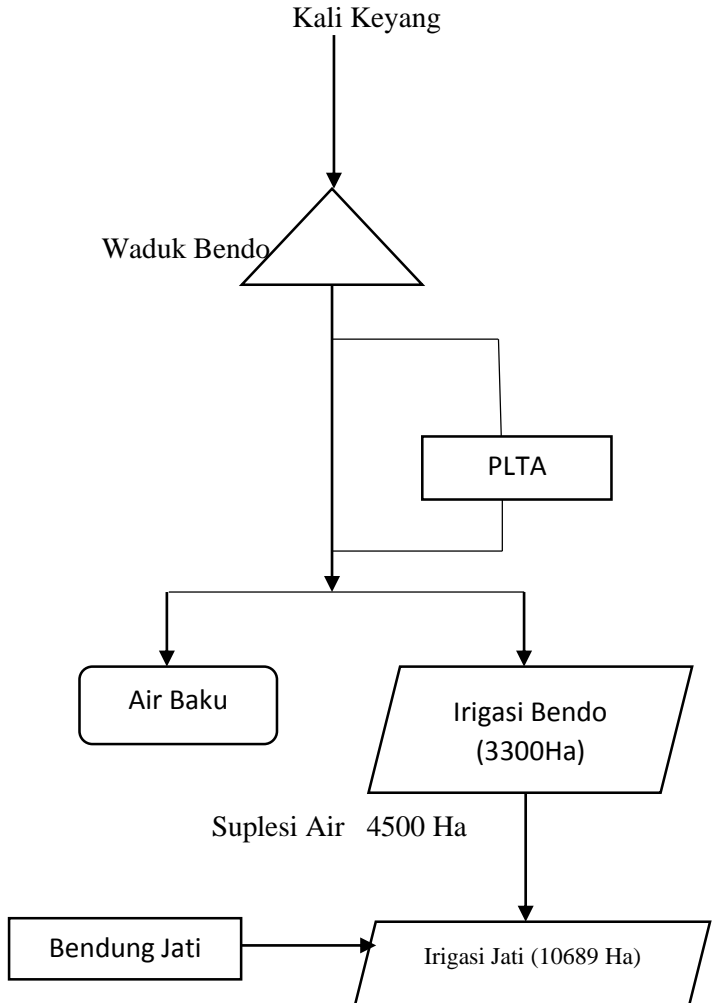 Kali Keyang
Waduk Bendo
PLTA
Air Baku
Irigasi Bendo
(3300Ha)
Suplesi Air 4500 Ha
Bendung Jati
Irigasi Jati (10689 Ha)